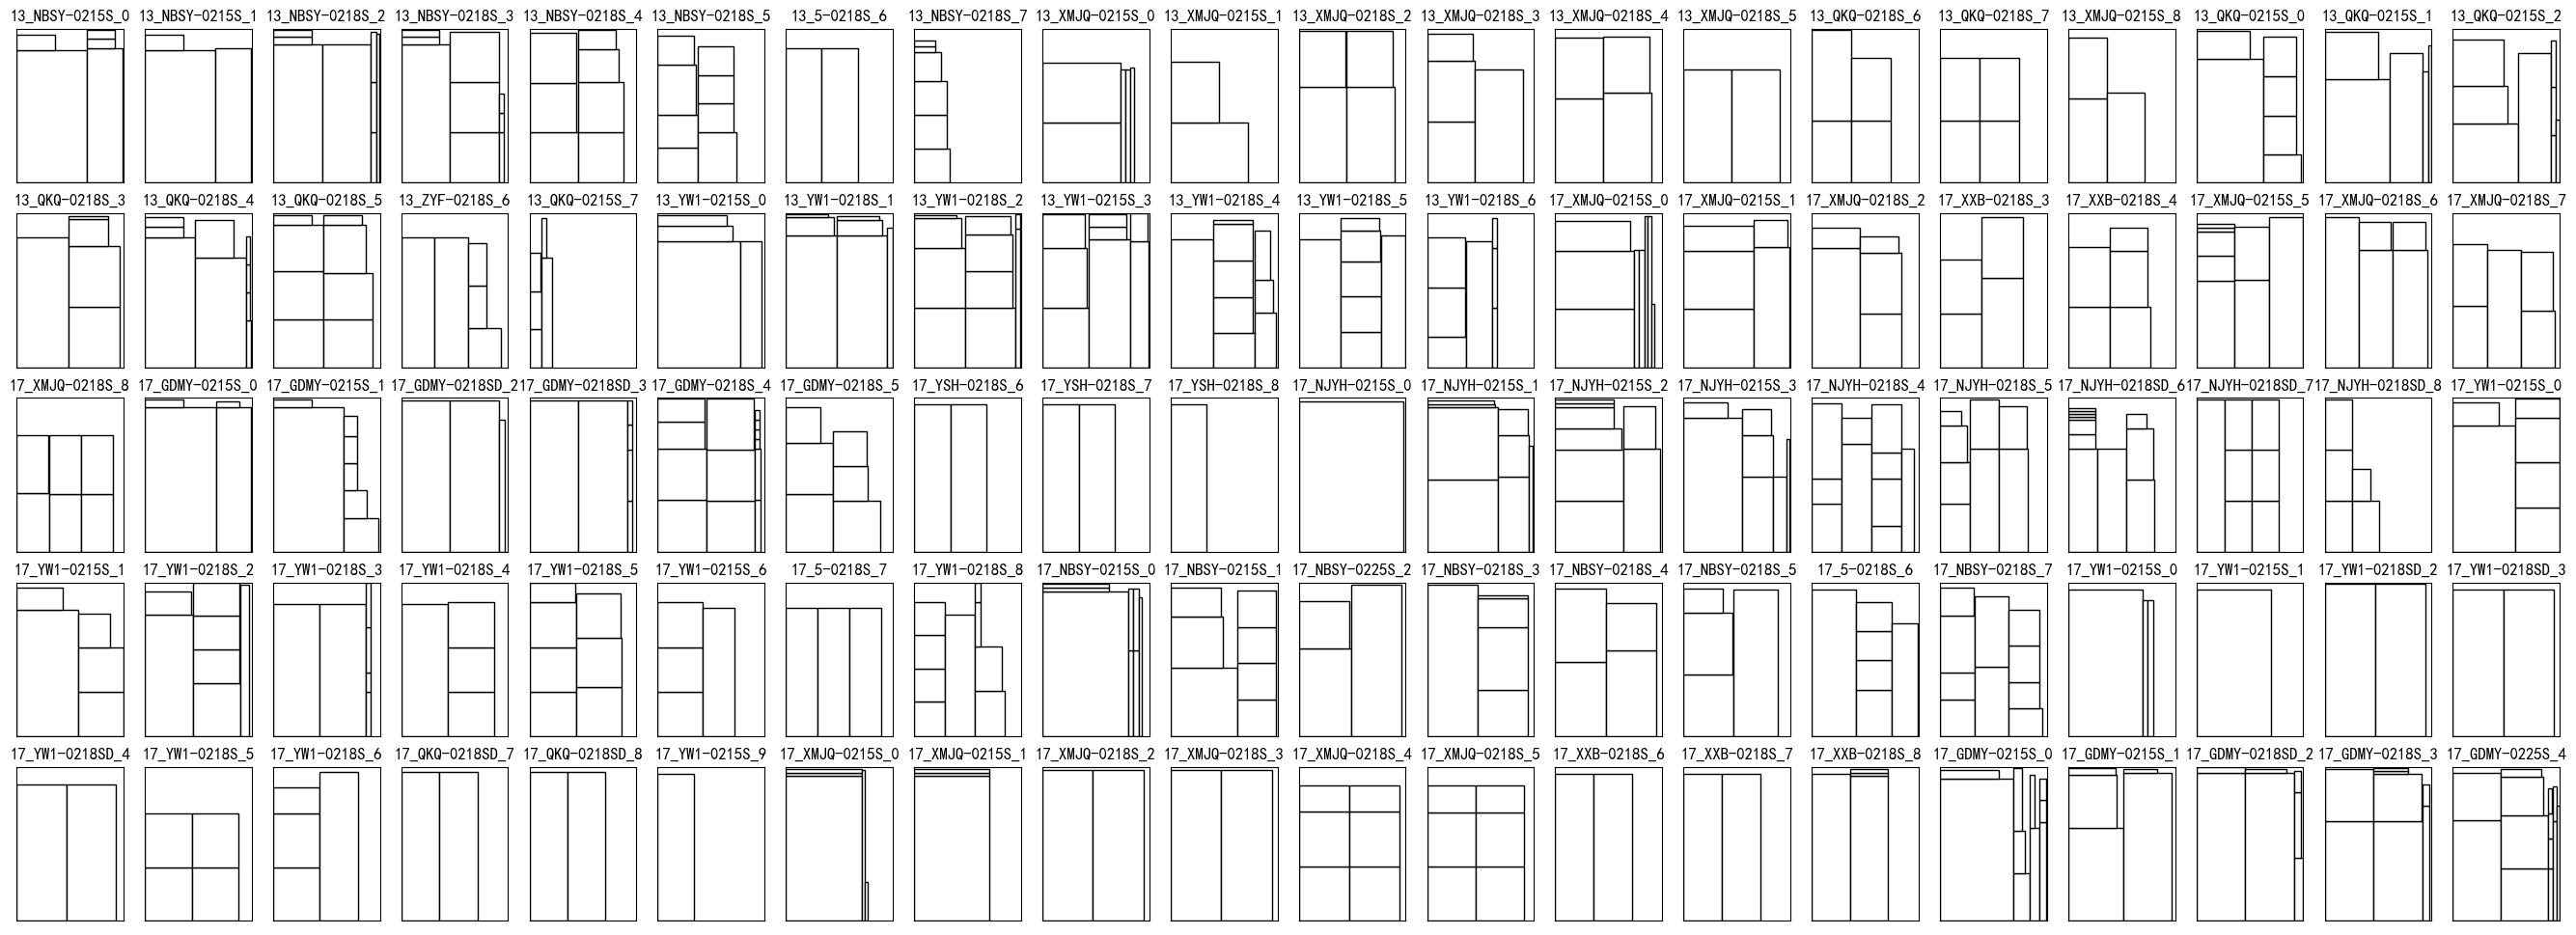 13_NBSY-0215S_0 13_NBSY-0215S_1 13_NBSY-0218S_2 13_NBSY-0218S_3 13_NBSY-0218S_4 13_NBSY-0218S_5 13_5-0218S_6 13_NBSY-0218S_7 13_XMJQ-0215S_0 13_XMJQ-0215S_1 13_XMJQ-0218S_2 13_XMJQ-0218S_3 13_XMJQ-0218S_4 13_XMJQ-0218S_5 13_QKQ-0218S_6 13_QKQ-0218S_7 13_XMJQ-0215S_8 13_QKQ-0215S_0 13_QKQ-0215S_1 13_QKQ-0215S_2
13_QKQ-0218S_3 13_QKQ-0218S_4 13_QKQ-0218S_5 13_ZYF-0218S_6 13_QKQ-0215S_7 13_YW1-0215S_0 13_YW1-0218S_1 13_YW1-0218S_2 13_YW1-0215S_3 13_YW1-0218S_4 13_YW1-0218S_5 13_YW1-0218S_6 17_XMJQ-0215S_0 17_XMJQ-0215S_1 17_XMJQ-0218S_2 17_XXB-0218S_3 17_XXB-0218S_4 17_XMJQ-0215S_5 17_XMJQ-0218S_6 17_XMJQ-0218S_7
17_XMJQ-0218S_8 17_GDMY-0215S_0 17_GDMY-0215S_1 17_GDMY-0218SD_2 17_GDMY-0218SD_3 17_GDMY-0218S_4 17_GDMY-0218S_5 17_YSH-0218S_6 17_YSH-0218S_7 17_YSH-0218S_8 17_NJYH-0215S_0 17_NJYH-0215S_1 17_NJYH-0215S_2 17_NJYH-0215S_3 17_NJYH-0218S_4 17_NJYH-0218S_5 17_NJYH-0218SD_6 17_NJYH-0218SD_7 17_NJYH-0218SD_8 17_YW1-0215S_0
17_YW1-0215S_1 17_YW1-0218S_2 17_YW1-0218S_3 17_YW1-0218S_4 17_YW1-0218S_5 17_YW1-0215S_6 17_5-0218S_7 17_YW1-0218S_8 17_NBSY-0215S_0 17_NBSY-0215S_1 17_NBSY-0225S_2 17_NBSY-0218S_3 17_NBSY-0218S_4 17_NBSY-0218S_5 17_5-0218S_6 17_NBSY-0218S_7 17_YW1-0215S_0 17_YW1-0215S_1 17_YW1-0218SD_2 17_YW1-0218SD_3
17_YW1-0218SD_4 17_YW1-0218S_5 17_YW1-0218S_6 17_QKQ-0218SD_7 17_QKQ-0218SD_8 17_YW1-0215S_9 17_XMJQ-0215S_0 17_XMJQ-0215S_1 17_XMJQ-0218S_2 17_XMJQ-0218S_3 17_XMJQ-0218S_4 17_XMJQ-0218S_5 17_XXB-0218S_6 17_XXB-0218S_7 17_XXB-0218S_8 17_GDMY-0215S_0 17_GDMY-0215S_1 17_GDMY-0218SD_2 17_GDMY-0218S_3 17_GDMY-0225S_4